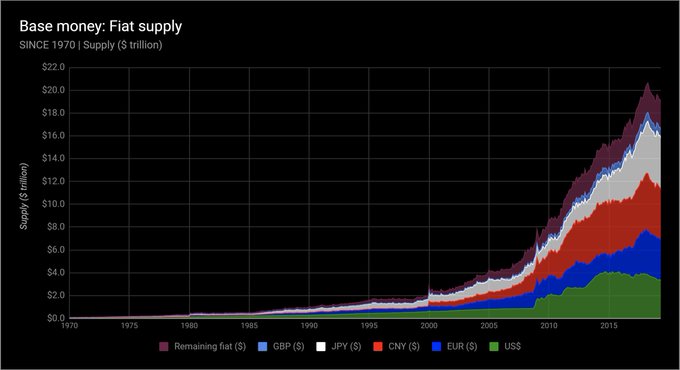 Base money: Fiat supply
SINCE 1970 | Supply ($ trillion)
Supply ($ trillion)
$22.0
$20.0
$18.0
$16.0
$14.0
$12.0
$10.0
$8.0
$6.0
$4.0
$2.0
$0.0
1970 1975 1980 1985 1990 1995 2000 2005 2010 2015
Remaining fiat ($) GBP ($) JPY ($) CNY ($) EUR ($) US$